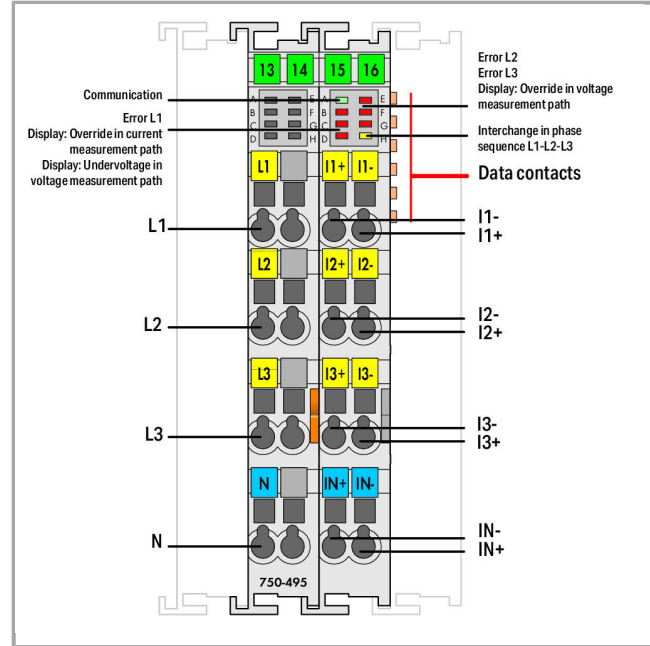 13 14 15 16
Communication
Error L1
Display: Override in current
measurement path
Display: Undervoltage in
voltage measurement path
A E A E
B F B F
C G C G
D H D H
Error L2
Error L3
Display: Override in voltage
measurement path
Interchange in phase
sequence L1-L2-L3
Data contacts
L1 I1+ I1-
L1
I1-
I1+
L2 I2+ I2-
L2
I2-
I2+
L3 I3+ I3-
L3
I3-
I3+
N IN+ IN-
N
IN-
IN+
750-495